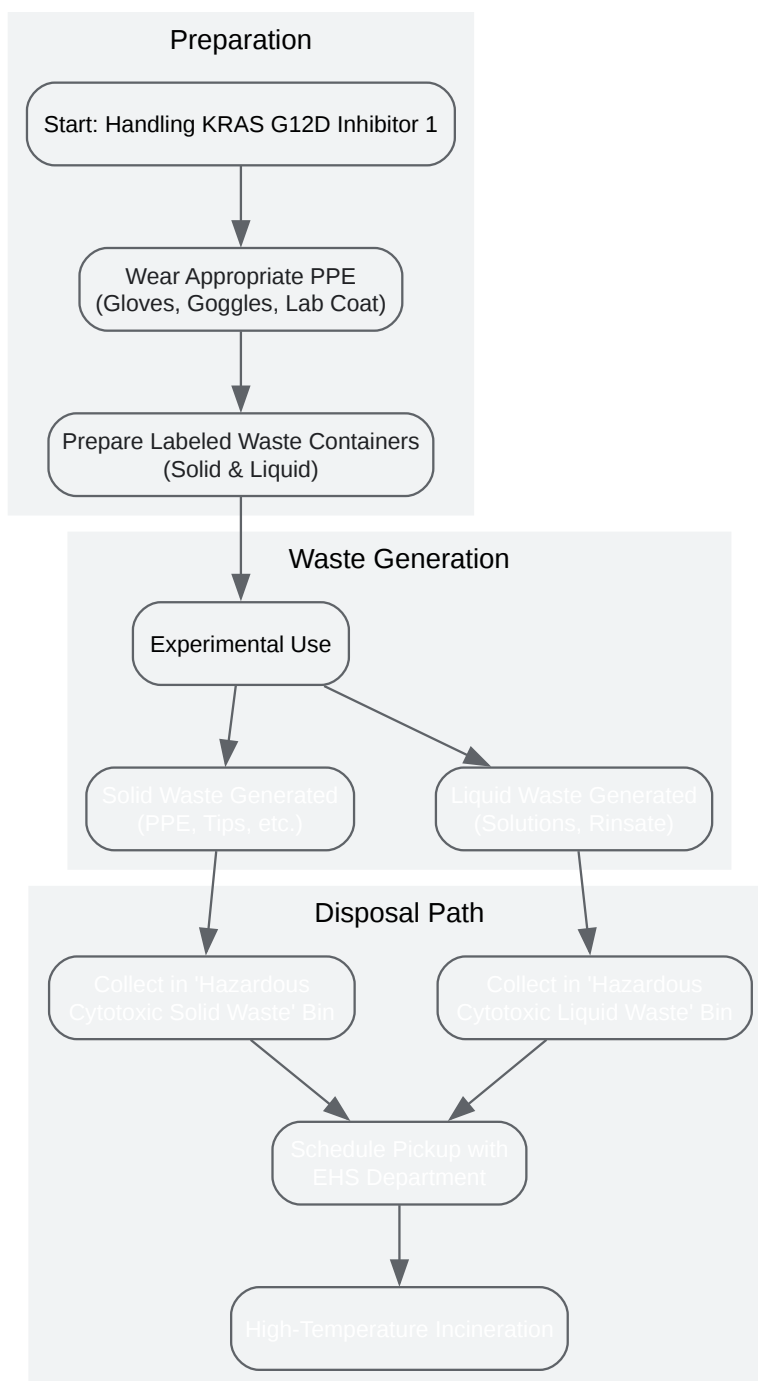 Preparation
Start: Handling KRAS G12D Inhibitor 1
Wear Appropriate PPE
(Gloves, Goggles, Lab Coat)
Prepare Labeled Waste Containers
(Solid & Liquid)
Waste Generation
Experimental Use
Solid Waste Generated
(PPE, Tips, etc.)
Liquid Waste Generated
(Solutions, Rinsate)
Disposal Path
Collect in 'Hazardous
Cytotoxic Solid Waste' Bin
Collect in 'Hazardous
Cytotoxic Liquid Waste' Bin
Schedule Pickup with
EHS Department
High-Temperature Incineration